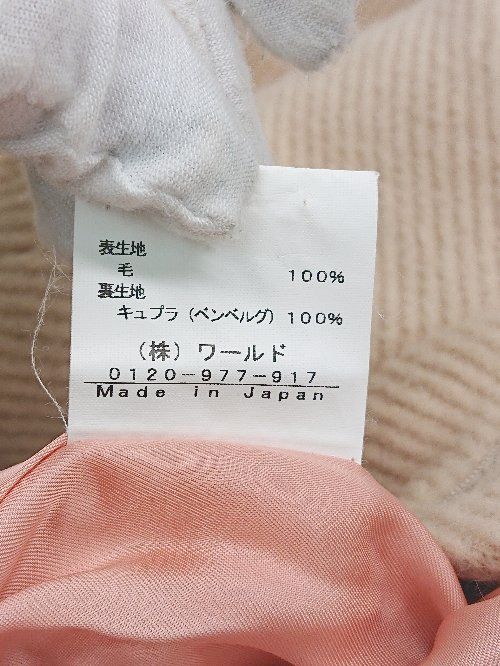 表生地
毛 100%
裏生地
キュプラ (ベンベルグ) 100%
(株) ワールド
0120-977-917
Made in Japan